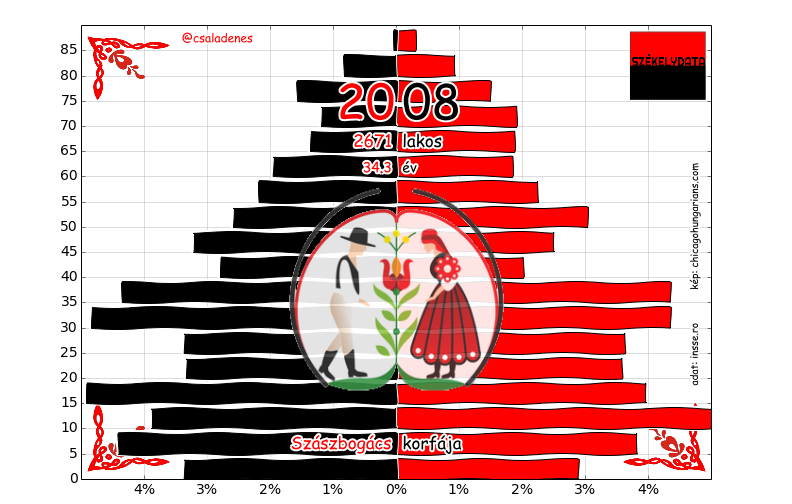 @csaladenes
SZÉKELYDATA
2008
2671 lakos
34.3 év
kép: chicagohungarians.com
adat: insse.ro
Szászbogács korfája
85
80
75
70
65
60
55
50
45
40
35
30
25
20
15
10
5
0
4% 3% 2% 1% 0% 1% 2% 3% 4%